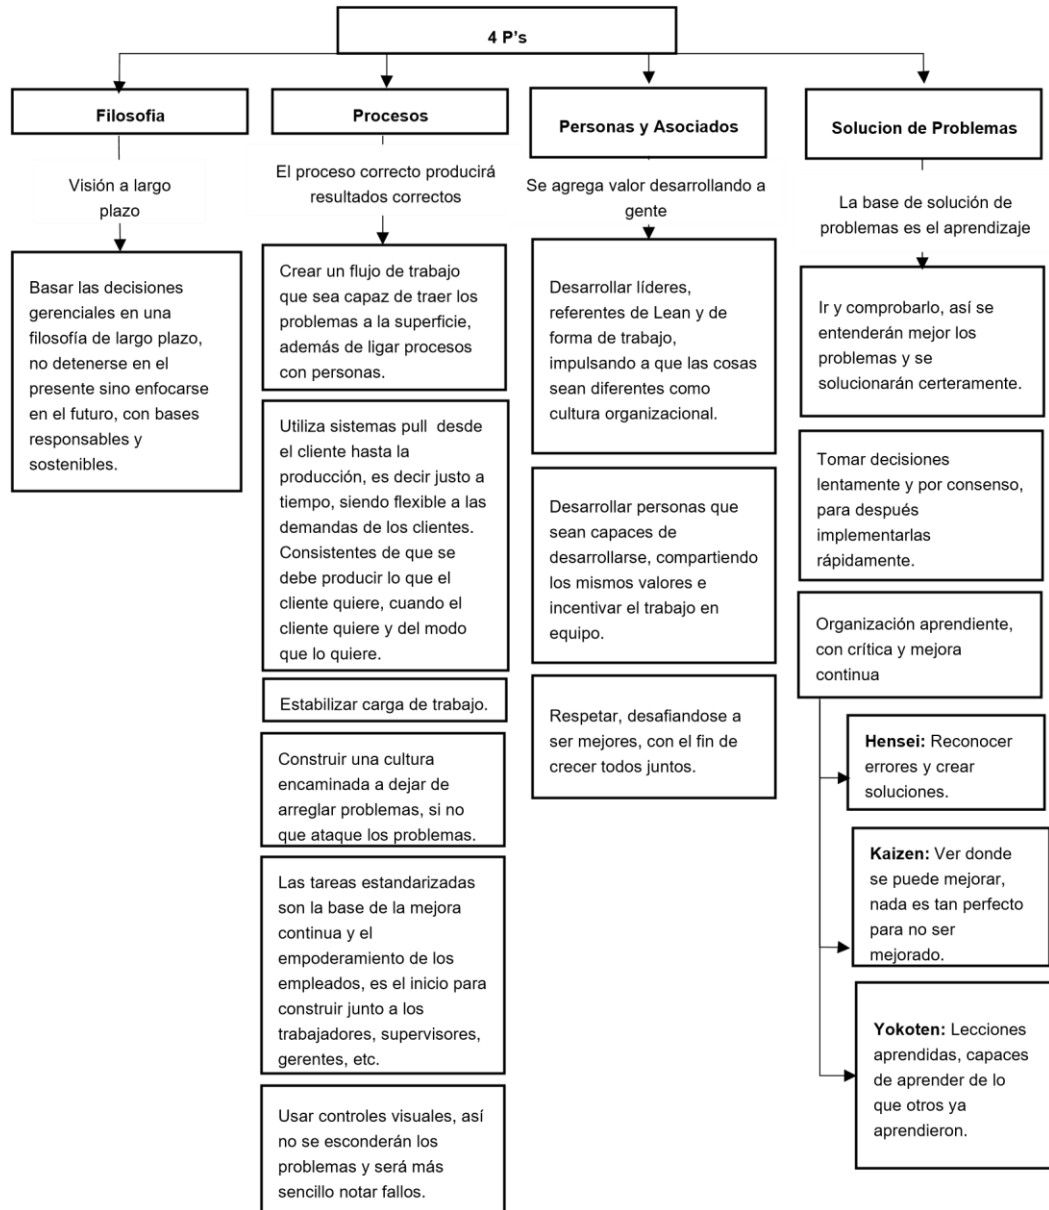 4 P's
Filosofia
Visión a largo
plazo
Basar las decisiones
gerenciales en una
filosofía de largo plazo,
no detenerse en el
presente sino enfocarse
en el futuro, con bases
responsables y
sostenibles.
Procesos
El proceso correcto producirá
resultados correctos
Crear un flujo de trabajo
que sea capaz de traer los
problemas a la superficie,
además de ligar procesos
con personas.
Utiliza sistemas pull desde
el cliente hasta la
producción, es decir justo a
tiempo, siendo flexible a las
demandas de los clientes.
Consistentes de que se
debe producir lo que el
cliente quiere, cuando el
cliente quiere y del modo
que lo quiere.
Estabilizar carga de trabajo.
Construir una cultura
encaminada a dejar de
arreglar problemas, si no
que ataque los problemas.
Las tareas estandarizadas
son la base de la mejora
continua y el
empoderamiento de los
empleados, es el inicio para
construir junto a los
trabajadores, supervisores,
gerentes, etc.
Usar controles visuales, así
no se esconderán los
problemas y será más
sencillo notar fallos.
Personas y Asociados
Se agrega valor desarrollando a
gente
Desarrollar líderes,
referentes de Lean y de
forma de trabajo,
impulsando a que las cosas
sean diferentes como
cultura organizacional.
Desarrollar personas que
sean capaces de
desarrollarse, compartiendo
los mismos valores e
incentivar el trabajo en
equipo.
Respetar, desafiandose a
ser mejores, con el fin de
crecer todos juntos.
Solucion de Problemas
La base de solución de
problemas es el aprendizaje
Ir y comprobarlo, así se
entenderán mejor los
problemas y se
solucionarán certeramente.
Tomar decisiones
lentamente y por consenso,
para después
implementarlas
rápidamente.
Organización aprendiente,
con crítica y mejora
continua
Hensei: Reconocer
errores y crear
soluciones.
Kaizen: Ver donde
se puede mejorar,
nada es tan perfecto
para no ser
mejorado.
Yokoten: Lecciones
aprendidas, capaces
de aprender de lo
que otros ya
aprendieron.